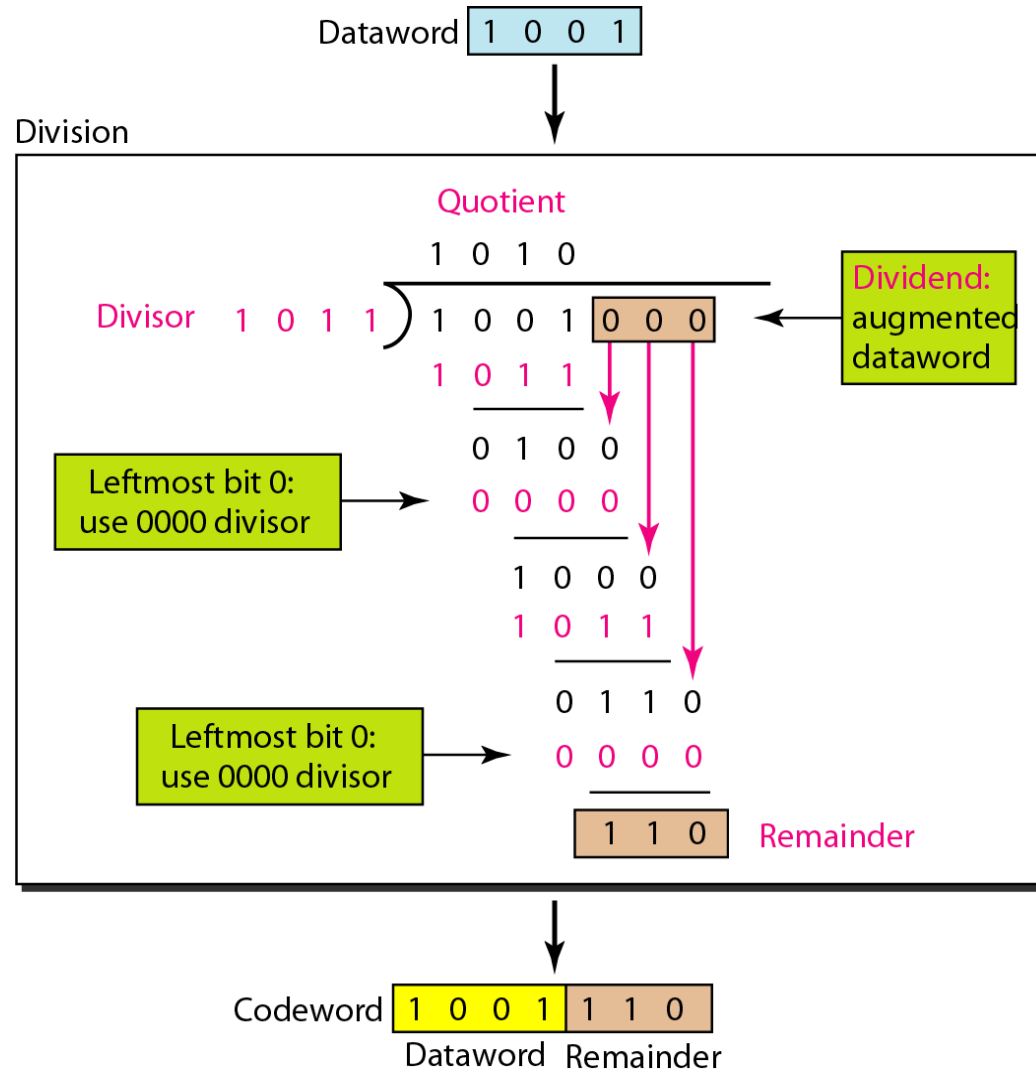 Dataword 1 0 0 1
Division
Quotient
1 0 1 0
Divisor 1 0 1 1 1 0 0 1 0 0 0
Dividend:
augmented
dataword
1 0 1 1
0 1 0 0
Leftmost bit 0:
use 0000 divisor
0 0 0 0
1 0 0 0
1 0 1 1
0 1 1 0
Leftmost bit 0:
use 0000 divisor
0 0 0 0
1 1 0 Remainder
Codeword 1 0 0 1 1 1 0
Dataword Remainder